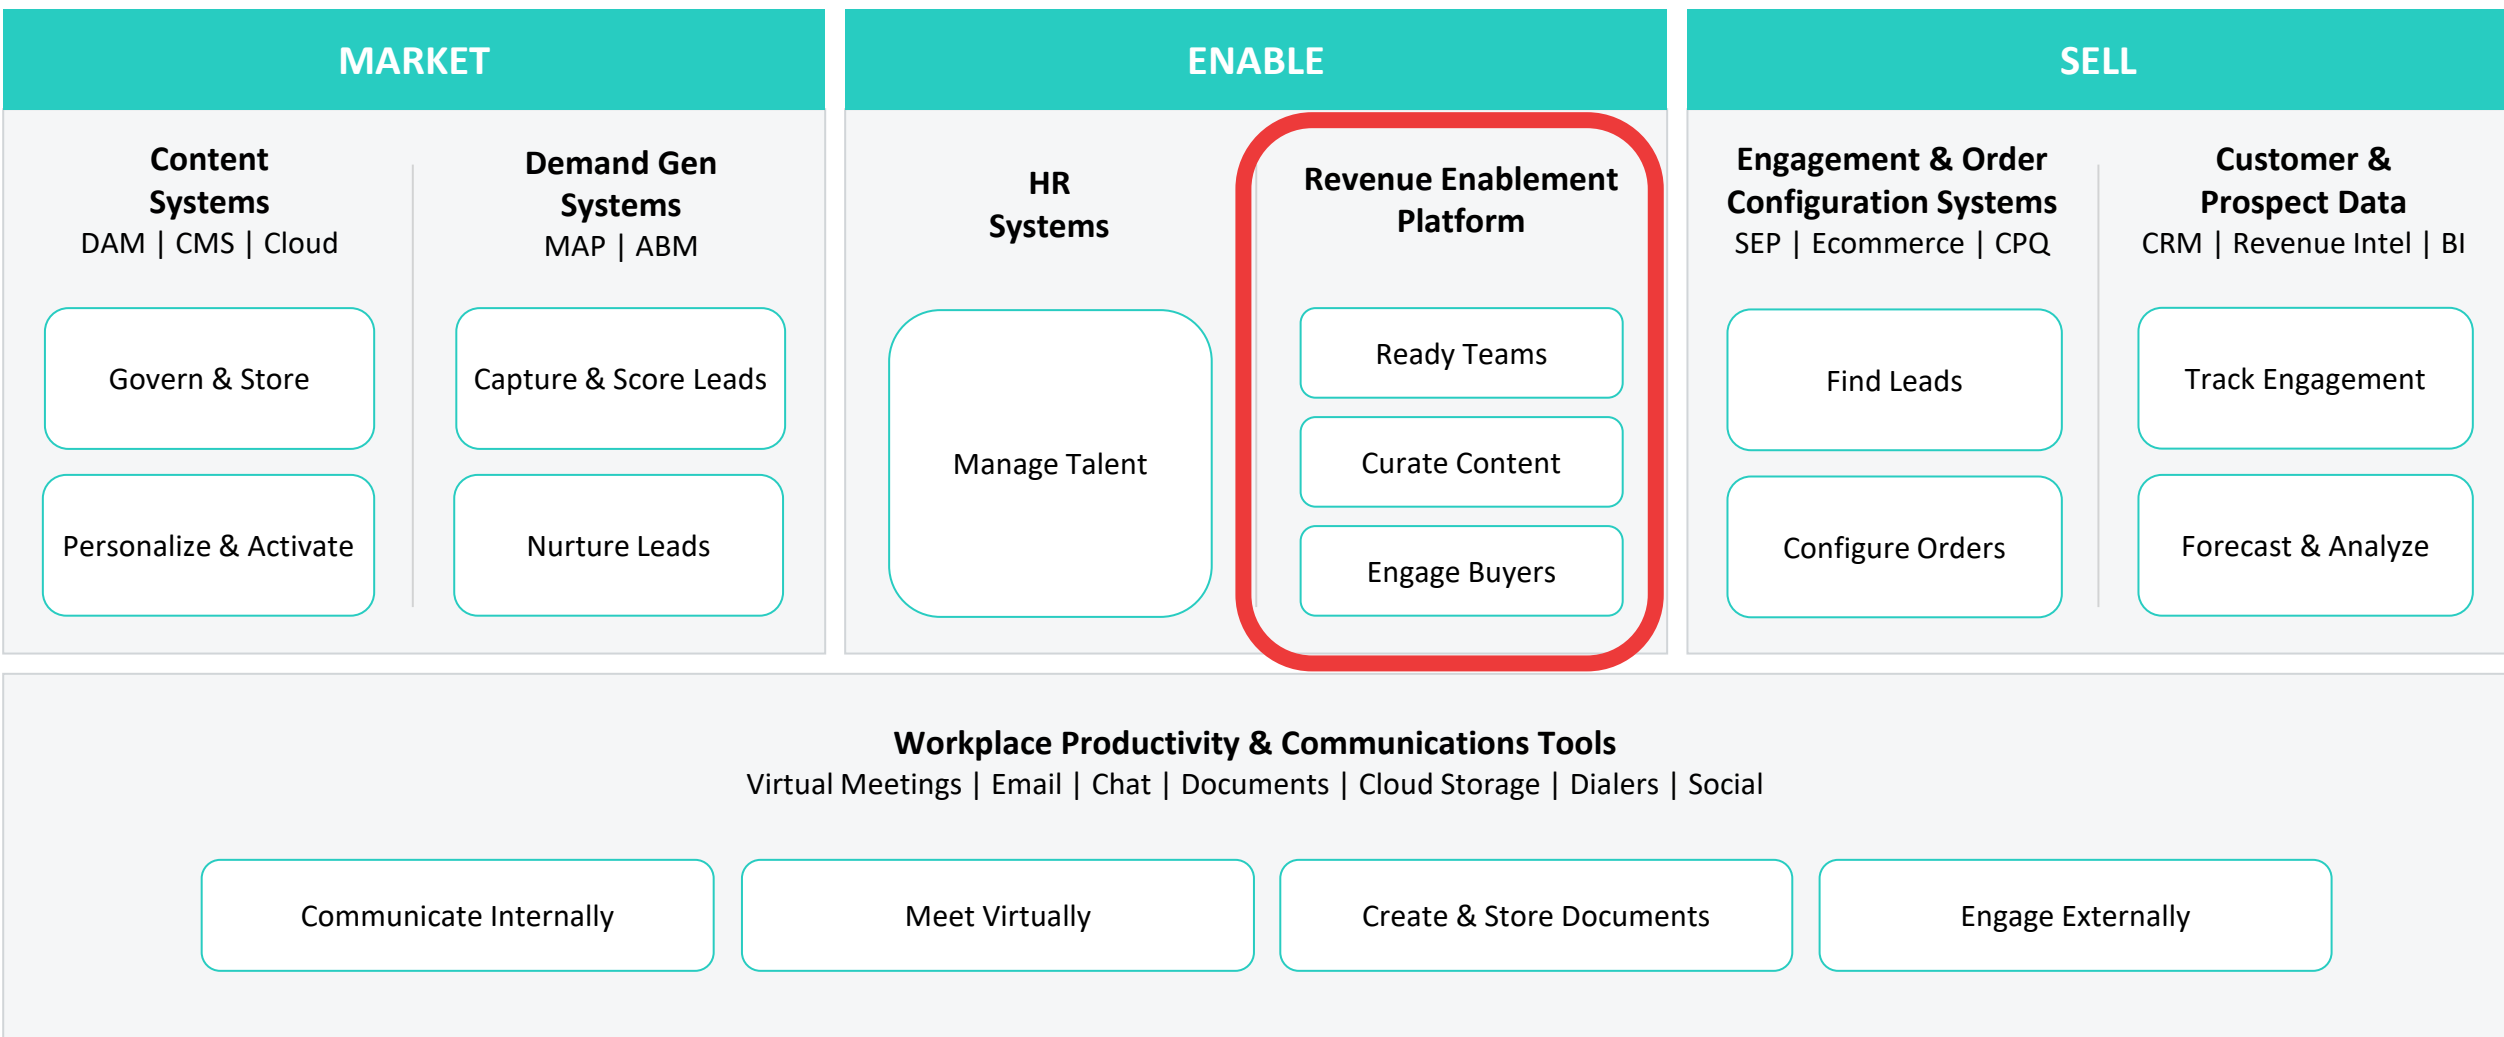 MARKET
Content
Systems
DAM | CMS | Cloud
Govern & Store
Personalize & Activate
Demand Gen
Systems
MAP | ABM
Capture & Score Leads
Nurture Leads
ENABLE
HR
Systems
Manage Talent
Revenue Enablement
Platform
Ready Teams
Curate Content
Engage Buyers
SELL
Engagement & Order
Configuration Systems
SEP | Ecommerce | CPQ
Find Leads
Configure Orders
Customer &
Prospect Data
CRM | Revenue Intel | BI
Track Engagement
Forecast & Analyze
Workplace Productivity & Communications Tools
Virtual Meetings | Email | Chat | Documents | Cloud Storage | Dialers | Social
Communicate Internally
Meet Virtually
Create & Store Documents
Engage Externally